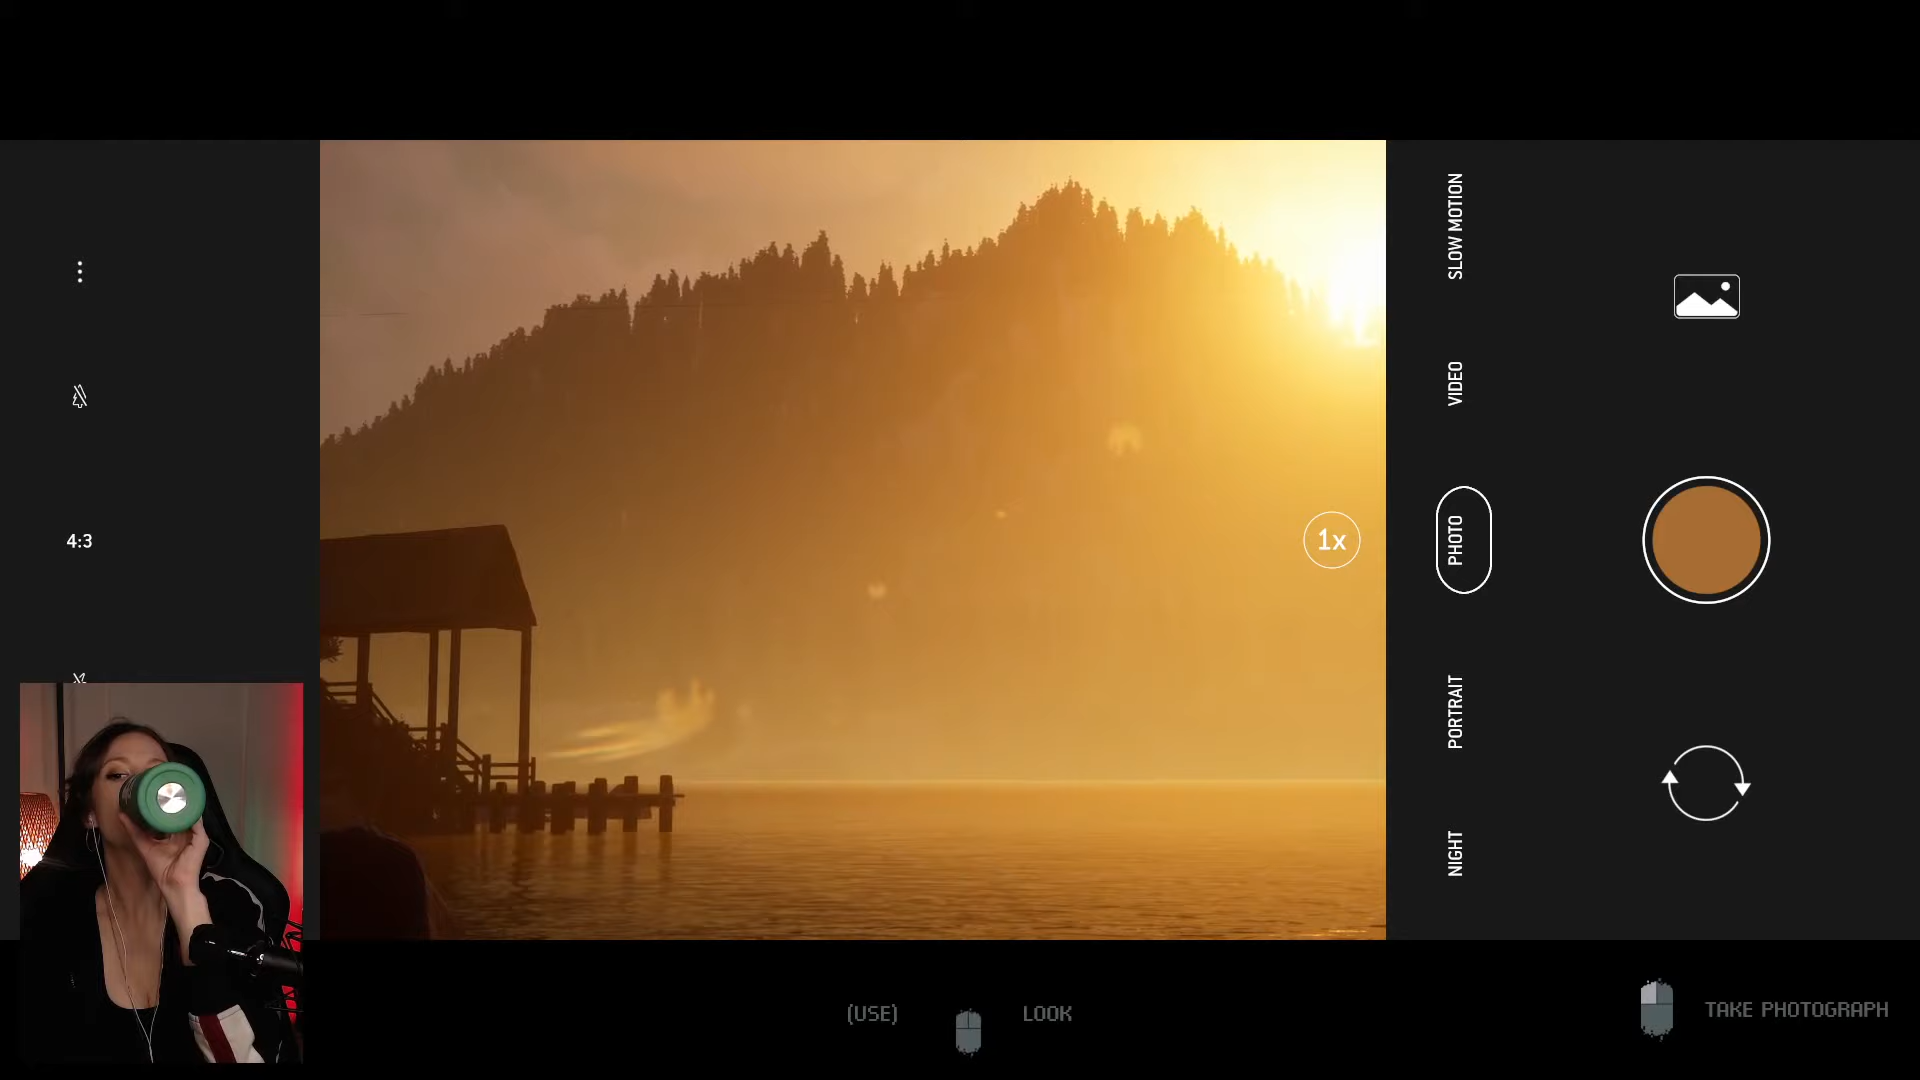 4:3
1x
SLOW MOTION
VIDEO
PHOTO
PORTRAIT
NIGHT
(USE)
LOOK
TAKE PHOTOGRAPH